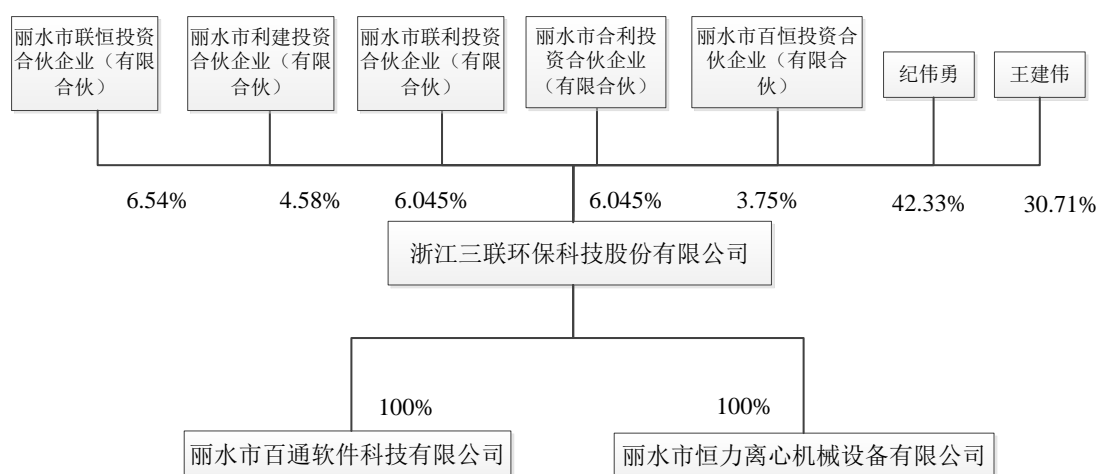 丽水市联恒投资
合伙企业（有限
合伙）
丽水市利建投资
合伙企业（有限
合伙）
丽水市联利投资
合伙企业（有限
合伙）
丽水市合利投
资合伙企业
（有限合伙）
丽水市百恒投资合
伙企业（有限合
伙）
纪伟勇
王建伟
6.54%
4.58%
6.045%
6.045%
3.75%
42.33%
30.71%
浙江三联环保科技股份有限公司
100%
100%
丽水市百通软件科技有限公司
丽水市恒力离心机械设备有限公司